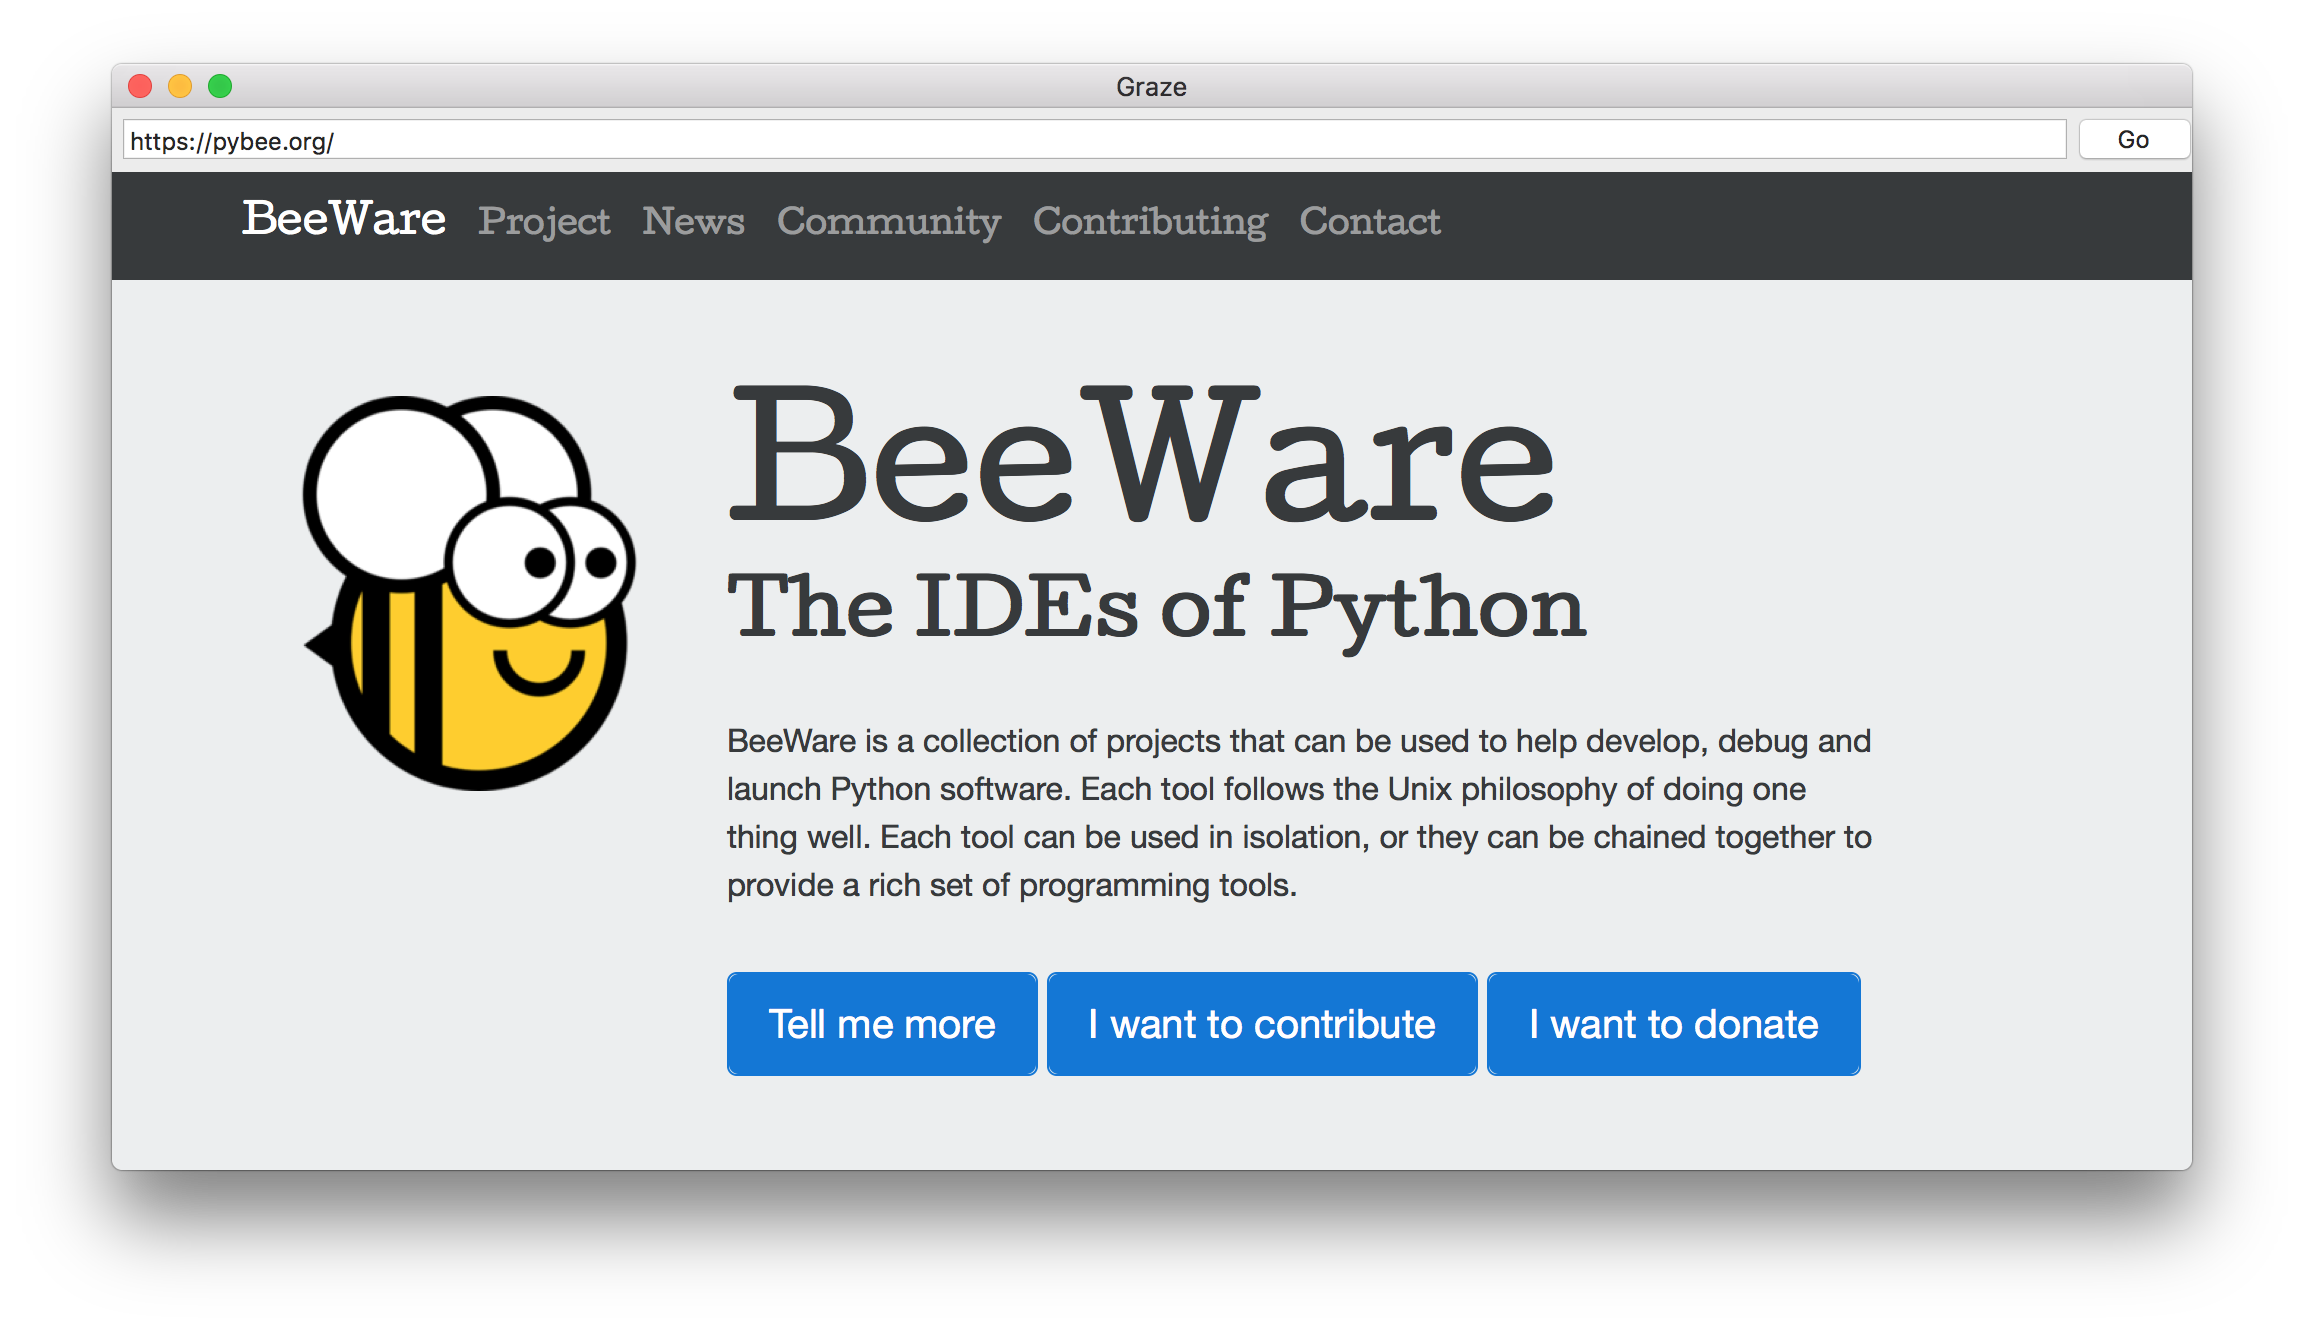 Graze
https://pybee.org/
Go
BeeWare Project News Community Contributing Contact
BeeWare
The IDEs of Python
BeeWare is a collection of projects that can be used to help develop, debug and
launch Python software. Each tool follows the Unix philosophy of doing one
thing well. Each tool can be used in isolation, or they can be chained together to
provide a rich set of programming tools.
Tell me more
I want to contribute
I want to donate